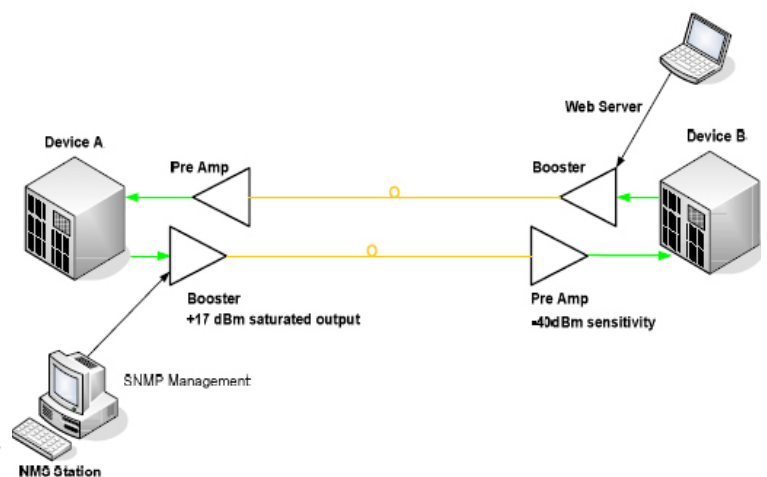 Web Server
Device A
Device B
Pre Amp
Booster
Booster
+17 dBm saturated output
Pre Amp
-40dBm sensitivity
SNMP Management
NMS Station